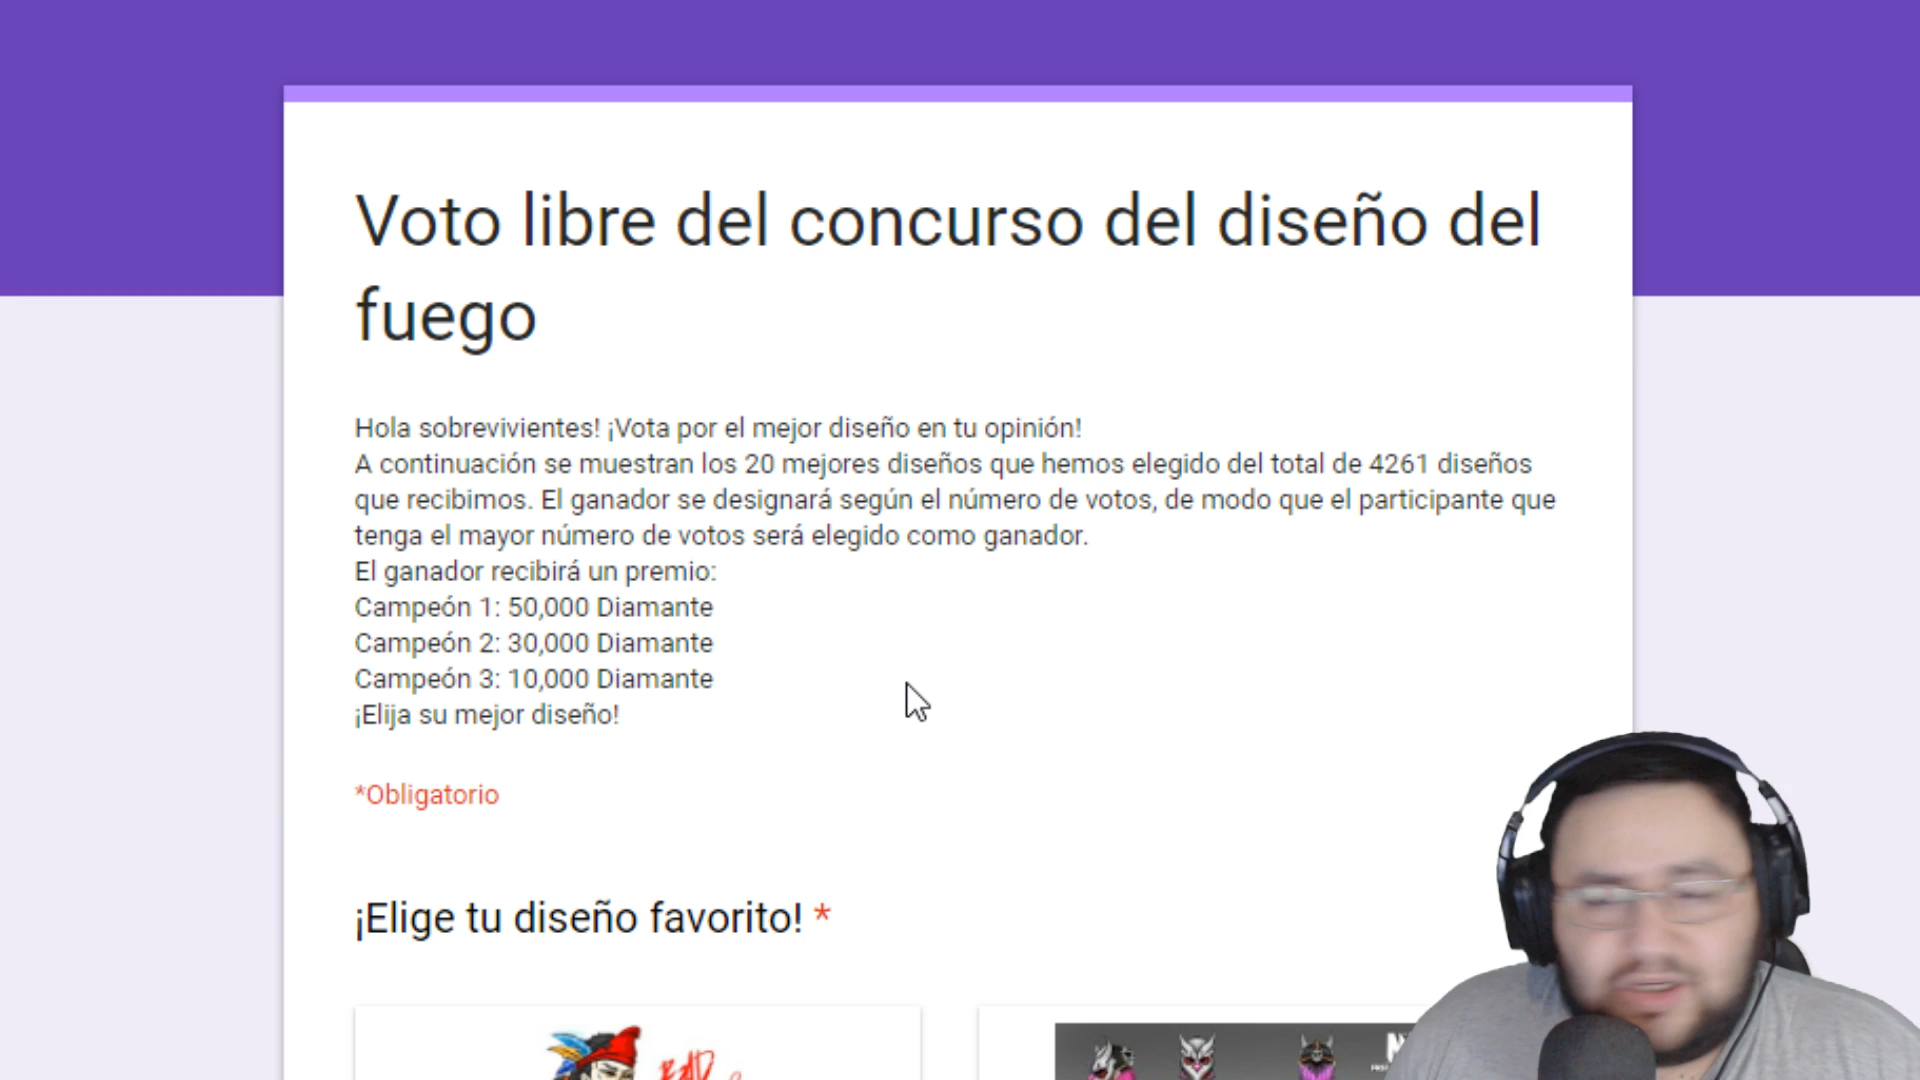 Voto libre del concurso del diseño del
fuego
Hola sobrevivientes! ¡Vota por el mejor diseño en tu opinión!
A continuación se muestran los 20 mejores diseños que hemos elegido del total de 4261 diseños
que recibimos. El ganador se designará según el número de votos, de modo que el participante que
tenga el mayor número de votos será elegido como ganador.
El ganador recibirá un premio:
Campeón 1: 50,000 Diamante
Campeón 2: 30,000 Diamante
Campeón 3: 10,000 Diamante
¡Elija su mejor diseño!
*Obligatorio
¡Elige tu diseño favorito! *